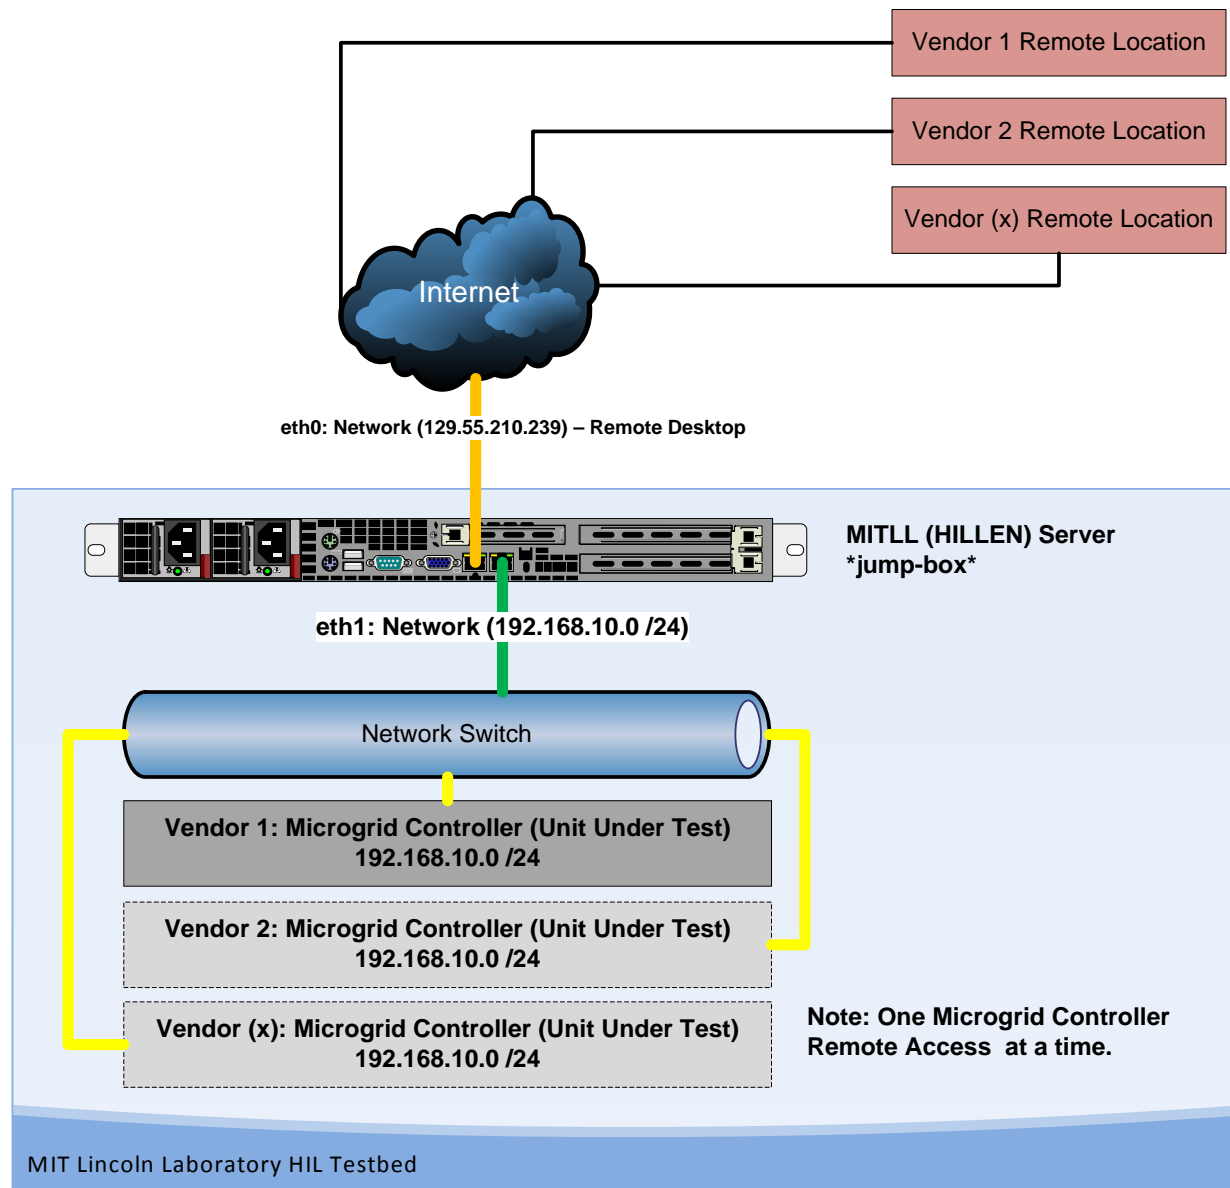 Vendor 1 Remote Location
Vendor 2 Remote Location
Vendor (x) Remote Location
Internet
eth0: Network (129.55.210.239) – Remote Desktop
MITLL (HILLEN) Server
*jump-box*
eth1: Network (192.168.10.0 /24)
Network Switch
Vendor 1: Microgrid Controller (Unit Under Test)
192.168.10.0 /24
Vendor 2: Microgrid Controller (Unit Under Test)
192.168.10.0 /24
Vendor (x): Microgrid Controller (Unit Under Test)
192.168.10.0 /24
Note: One Microgrid Controller
Remote Access  at a time.
MIT Lincoln Laboratory HIL Testbed